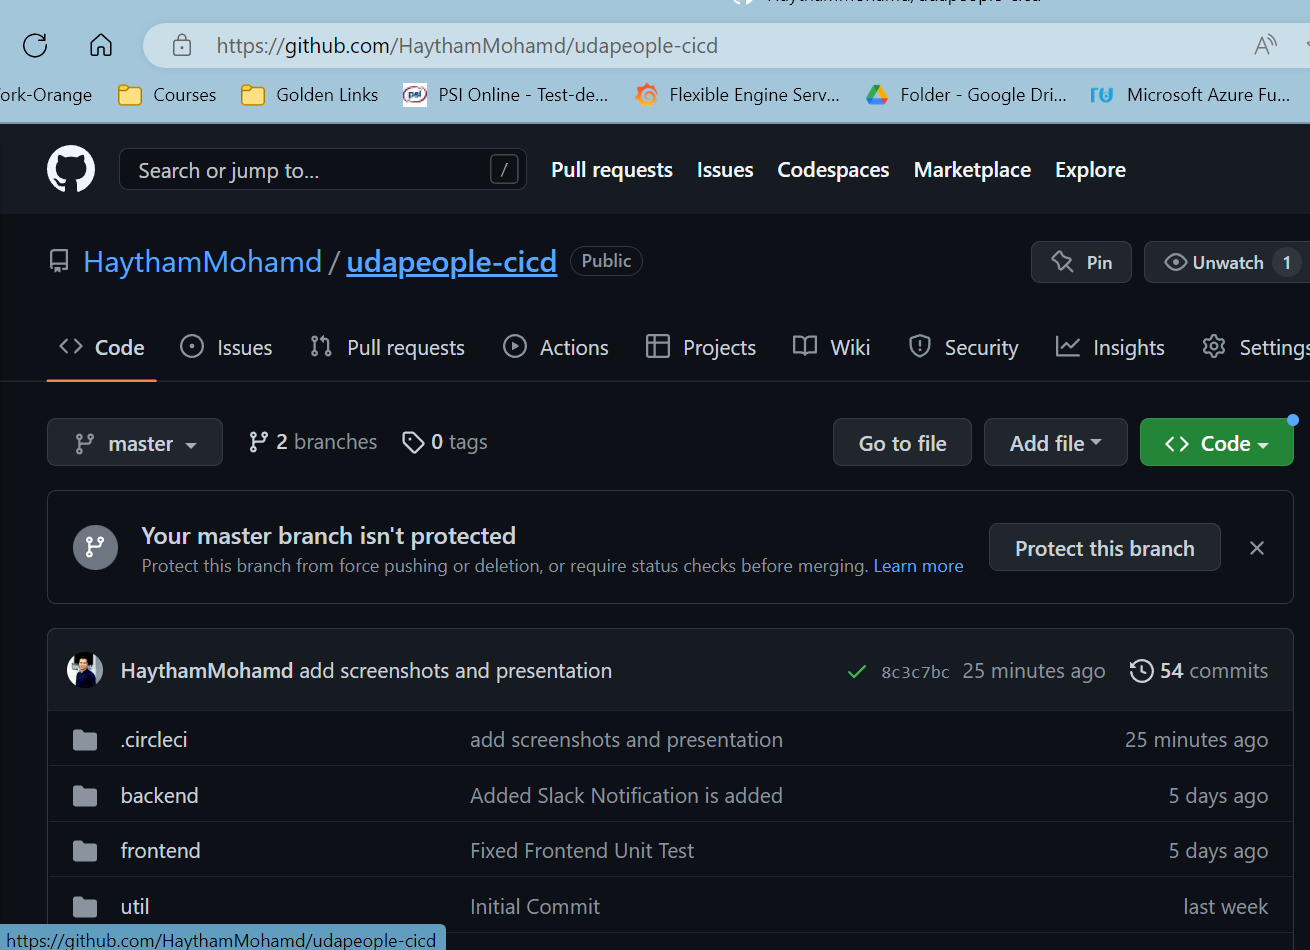 https://github.com/HaythamMohamd/udapeople-cicd
ork-Orange Courses Golden Links PSI Online - Test-de... Flexible Engine Serv... Folder - Google Dri... Microsoft Azure Fu...
Search or jump to... / Pull requests Issues Codespaces Marketplace Explore
HaythamMohamd / udapeople-cicd Public Pin Unwatch 1
Code Issues Pull requests Actions Projects Wiki Security Insights Settings
master 2 branches 0 tags Go to file Add file Code
Your master branch isn't protected
Protect this branch from force pushing or deletion, or require status checks before merging. Learn more
Protect this branch
HaythamMohamd add screenshots and presentation 8c3c7bc 25 minutes ago 54 commits
.circleci add screenshots and presentation 25 minutes ago
backend Added Slack Notification is added 5 days ago
frontend Fixed Frontend Unit Test 5 days ago
util Initial Commit last week
https://github.com/HaythamMohamd/udapeople-cicd